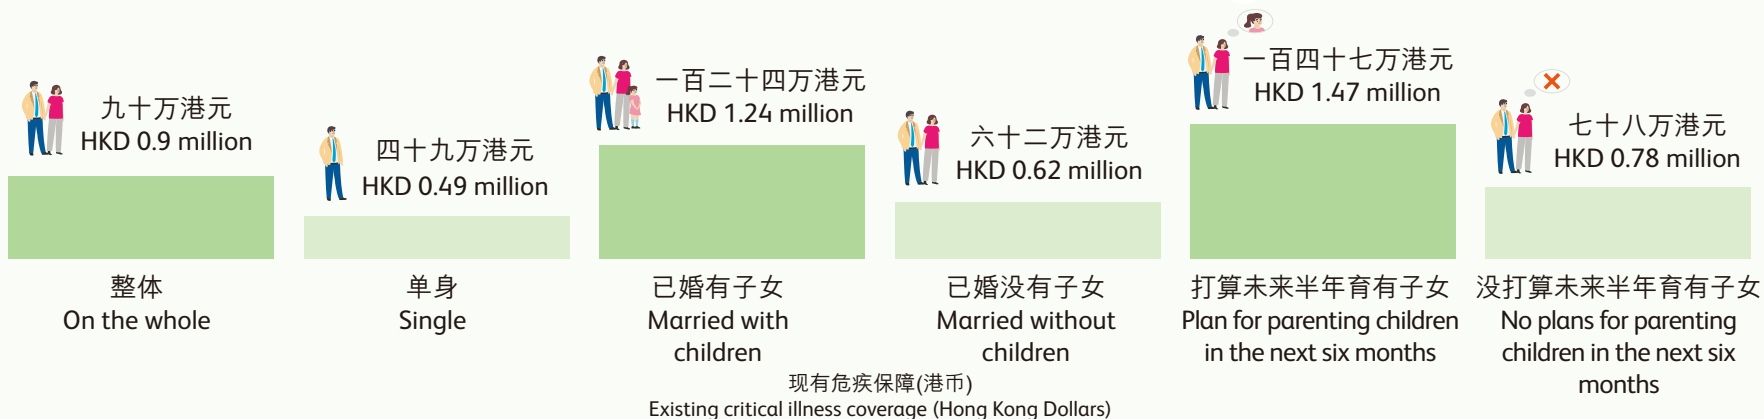 九十万港元
HKD 0.9 million
整体
On the whole
四十九万港元
HKD 0.49 million
单身
Single
一百二十四万港元
HKD 1.24 million
已婚有子女
Married with
children
六十二万港元
HKD 0.62 million
已婚没有子女
Married without
children
一百四十七万港元
HKD 1.47 million
打算未来半年育有子女
Plan for parenting children
in the next six months
七十八万港元
HKD 0.78 million
没打算未来半年育有子女
No plans for parenting
children in the next six
months
现有危疾保障(港币)
Existing critical illness coverage (Hong Kong Dollars)